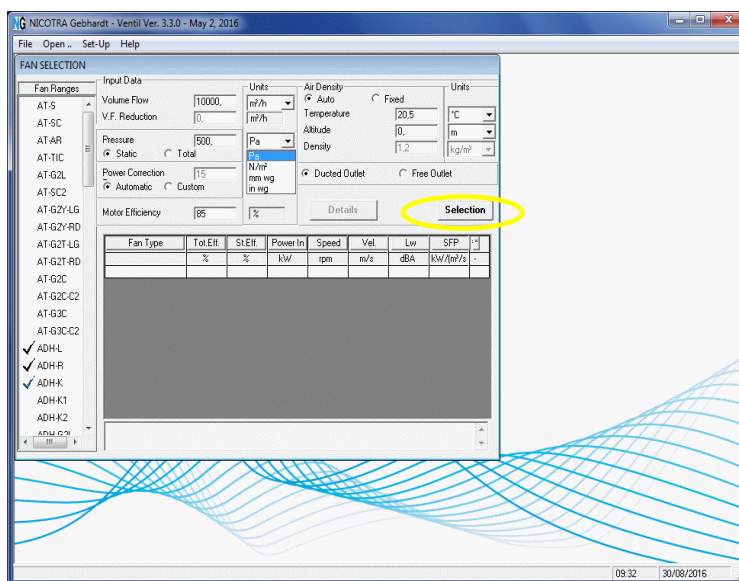 NICOTRA Gebhardt - Ventil Ver. 3.3.0 - May 2, 2016
File Open .. Set-Up Help
FAN SELECTION
Fan Ranges
AT-S
AT-SC
AT-AR
AT-TIC
AT-G2L
AT-SC2
AT-G2Y-LG
AT-G2Y-RD
AT-G2T-LG
AT-G2T-RD
AT-G2C
AT-G2C-C2
AT-G3C
AT-G3C-C2
ADH-L
ADH-R
ADH-K
ADH-K1
ADH-K2
ADH-G2L
Input Data
Units
Volume Flow 10000, m³/h
V.F. Reduction 0, m³/h
Pressure 500, Pa
Static Total
Pa
N/m²
mm wg
in wg
Power Correction 15
Automatic Custom
Motor Efficiency 85 %
Air Density
Units
Auto Fixed
Temperature 20,5 °C
Altitude 0, m
Density 1.2 kg/m³
Ducted Outlet Free Outlet
Details Selection
Fan Type Tot.Eff. St.Eff. Power In Speed Vel. Lw SFP
% % kW rpm m/s dBA kW/(m³/s
09:32 30/08/2016